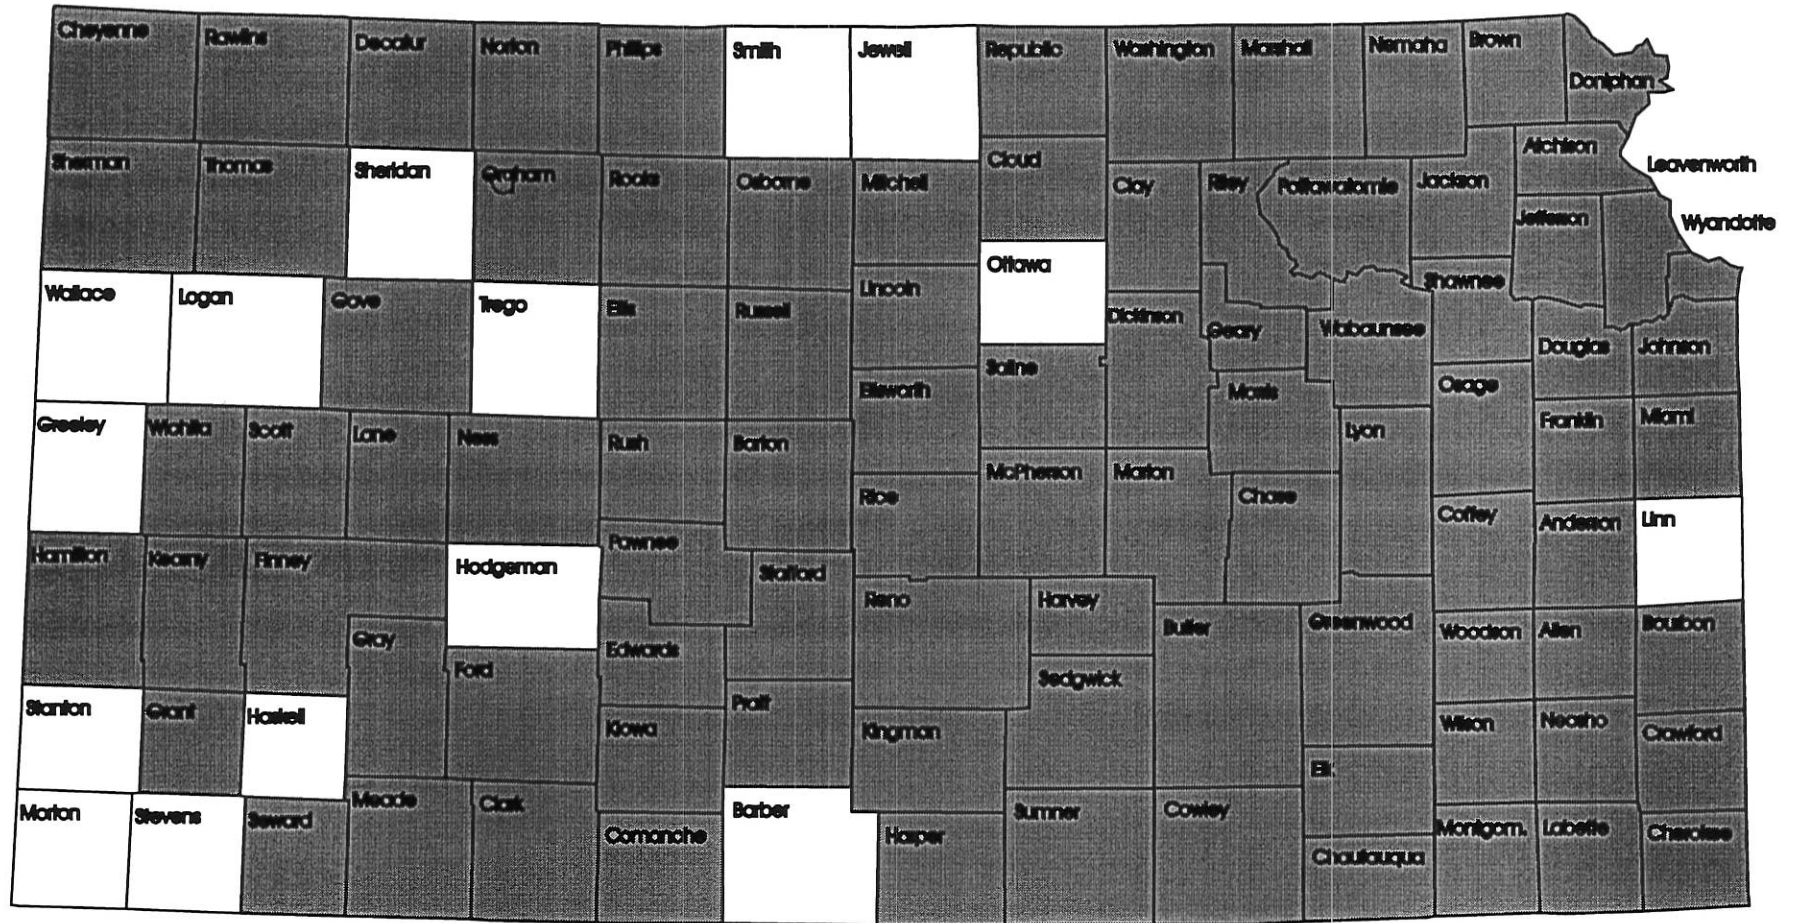 Cheyenne
Rawlins
Decatur
Norton
Phillips
Smith
Jewell
Republic
Washington
Marshall
Nemaha
Brown
Doniphan
Sherman
Thomas
Sheridan
Graham
Rooks
Osborne
Mitchell
Cloud
Clay
Riley
Pottawatomie
Jackson
Atchison
Leavenworth
Jefferson
Wyandotte
Wallace
Logan
Gove
Trego
Ellis
Russell
Lincoln
Ottawa
Dickinson
Geary
Wabaunsee
Shawnee
Douglas
Johnson
Greeley
Wichita
Scott
Lane
Ness
Rush
Barton
Ellsworth
Saline
Morris
Lyon
Osage
Franklin
Miami
Rice
McPherson
Marion
Chase
Coffey
Anderson
Linn
Hamilton
Kearny
Finney
Hodgeman
Pawnee
Stafford
Reno
Harvey
Butler
Greenwood
Woodson
Allen
Bourbon
Gray
Ford
Edwards
Sedgwick
Stanton
Grant
Haskell
Kiowa
Pratt
Kingman
Elk
Wilson
Neosho
Crawford
Morton
Stevens
Seward
Meade
Clark
Comanche
Barber
Harper
Sumner
Cowley
Chautauqua
Montgom.
Labette
Cherokee